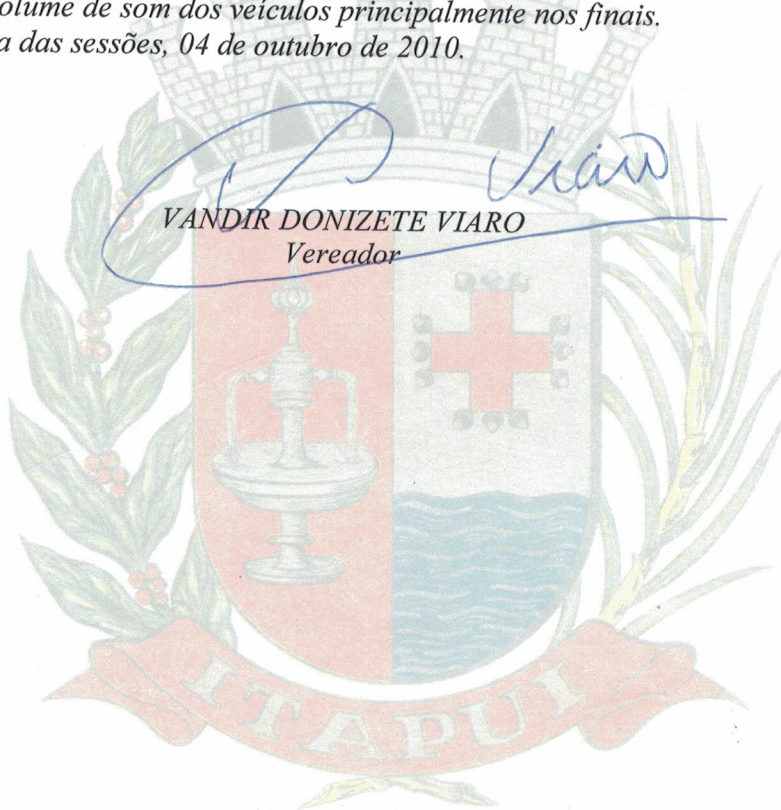 olume de som dos veículos principalmente nos finais.
a das sessões, 04 de outubro de 2010.
Viaro
VANDIR DONIZETE VIARO
Vereador
ITAPUI